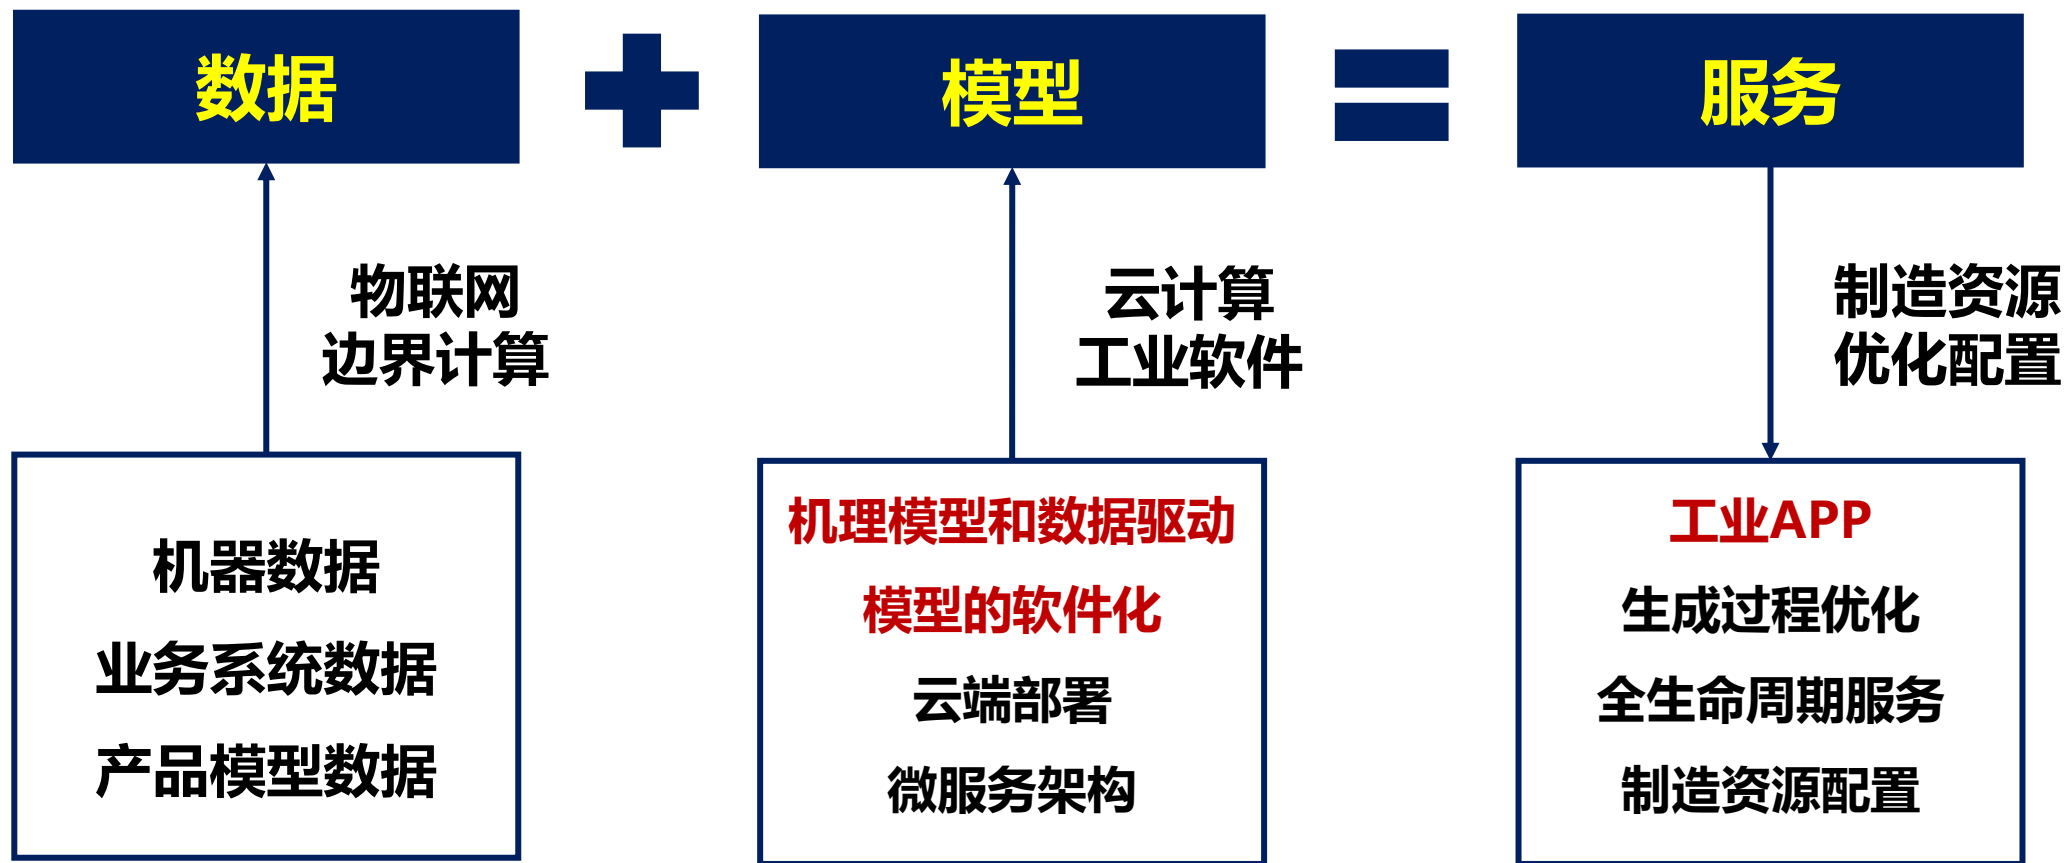 数据
模型
服务
物联网
边界计算
云计算
工业软件
制造资源
优化配置
机器数据
业务系统数据
产品模型数据
机理模型和数据驱动
模型的软件化
云端部署
微服务架构
工业APP
生成过程优化
全生命周期服务
制造资源配置